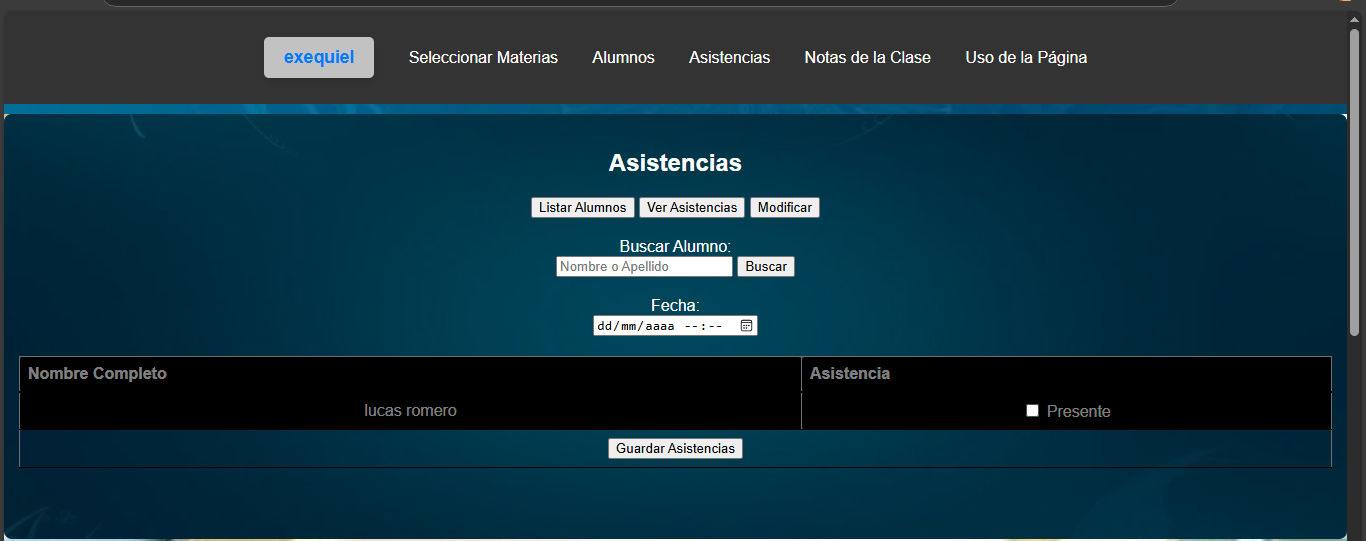 exequiel Seleccionar Materias Alumnos Asistencias Notas de la Clase Uso de la Página
Asistencias
Listar Alumnos Ver Asistencias Modificar
Buscar Alumno:
Nombre o Apellido Buscar
Fecha:
dd/mm/aaaa --:--
Nombre Completo Asistencia
lucas romero Presente
Guardar Asistencias